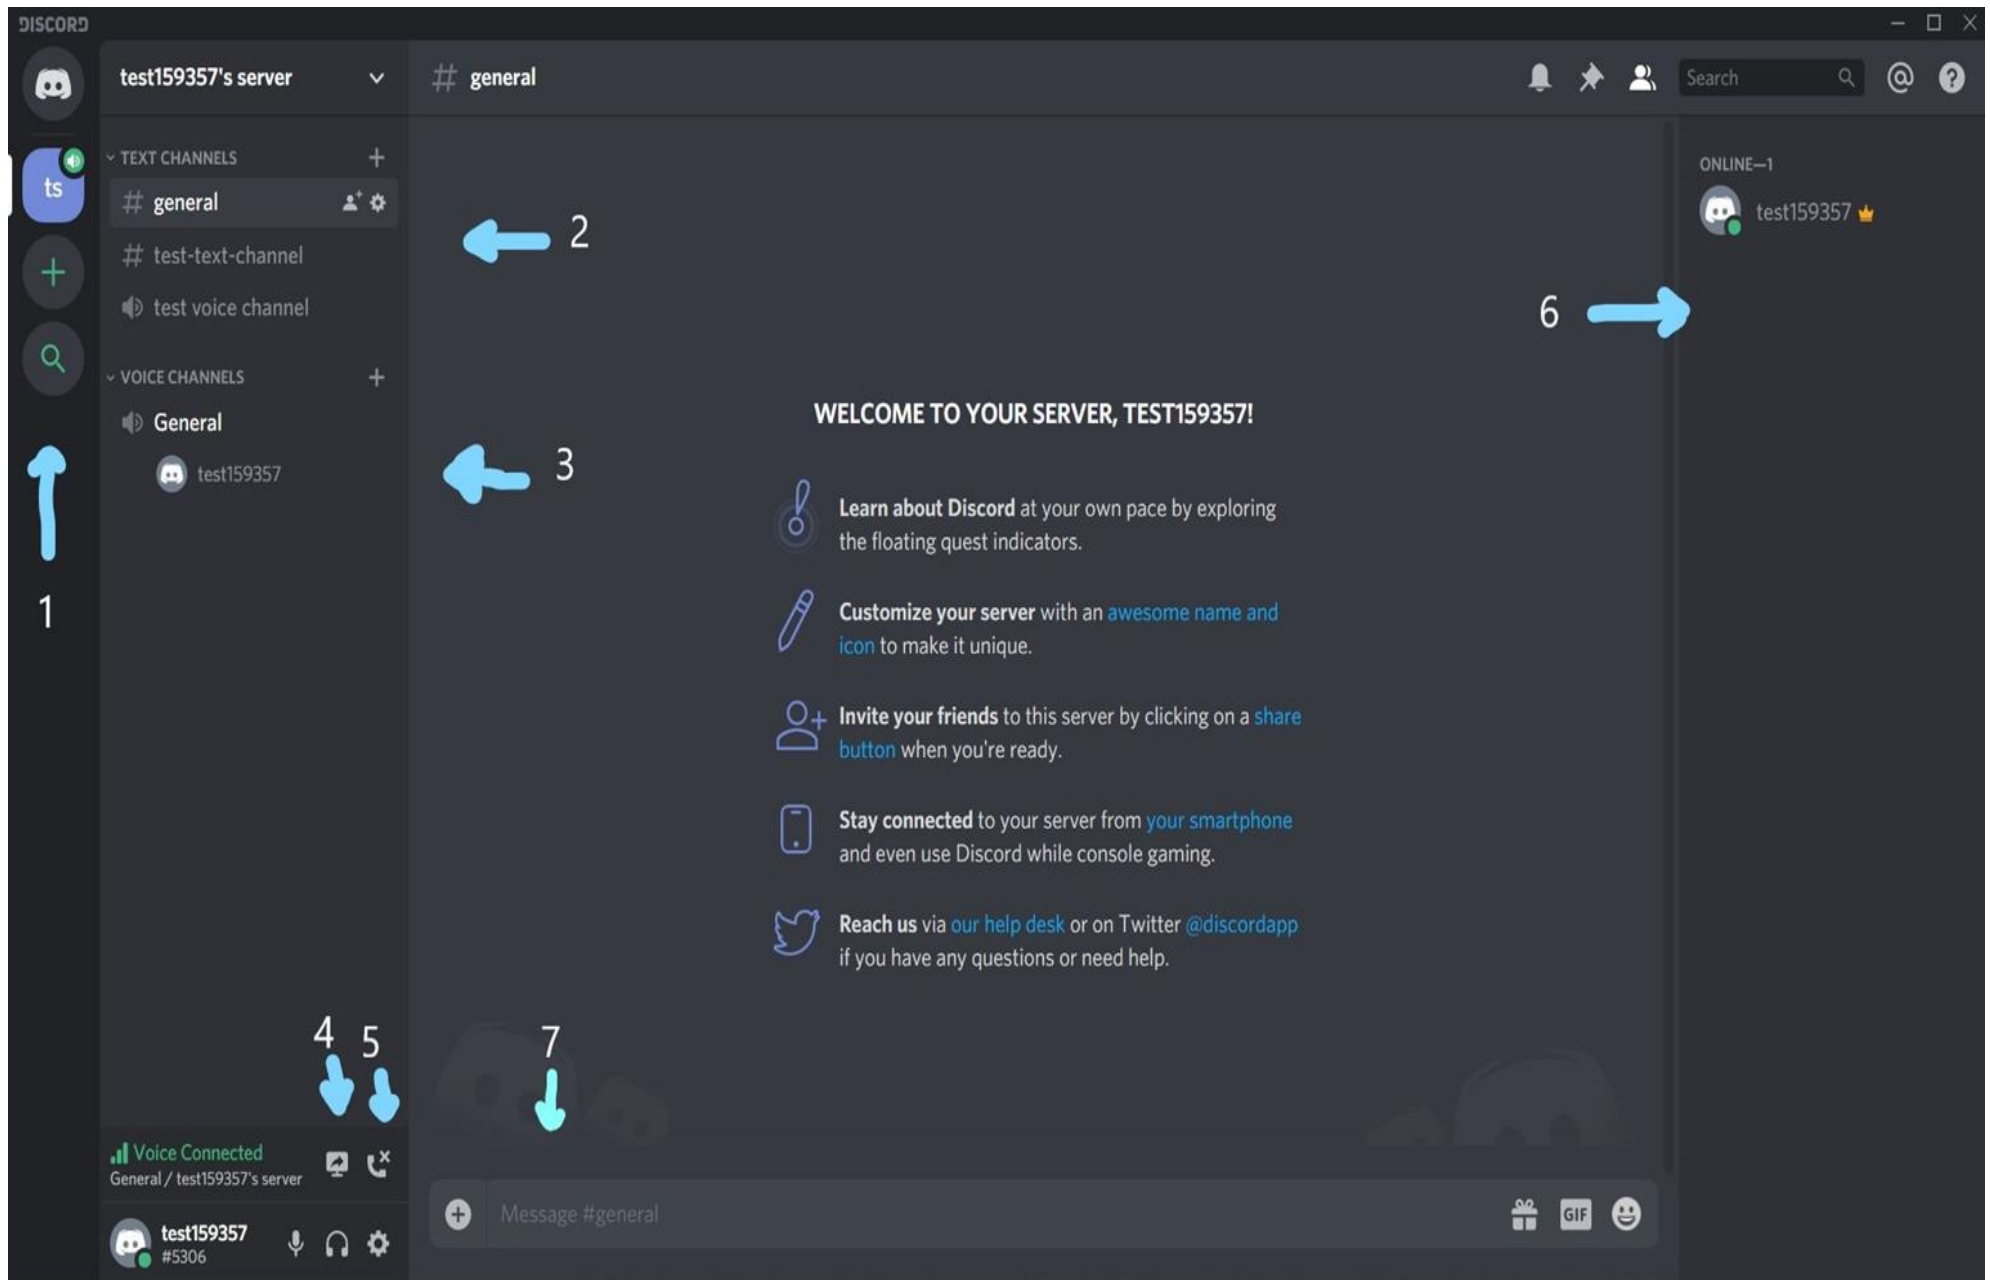 DISCORD
test159357's server
# general
Search
@
?
TEXT CHANNELS
# general
# test-text-channel
test voice channel
VOICE CHANNELS
General
test159357
ts
1
2
3
6
ONLINE—1
test159357
WELCOME TO YOUR SERVER, TEST159357!
Learn about Discord at your own pace by exploring
the floating quest indicators.
Customize your server with an awesome name and
icon to make it unique.
Invite your friends to this server by clicking on a share
button when you're ready.
Stay connected to your server from your smartphone
and even use Discord while console gaming.
Reach us via our help desk or on Twitter @discordapp
if you have any questions or need help.
4
5
7
Voice Connected
General / test159357's server
test159357
#5306
Message #general
GIF